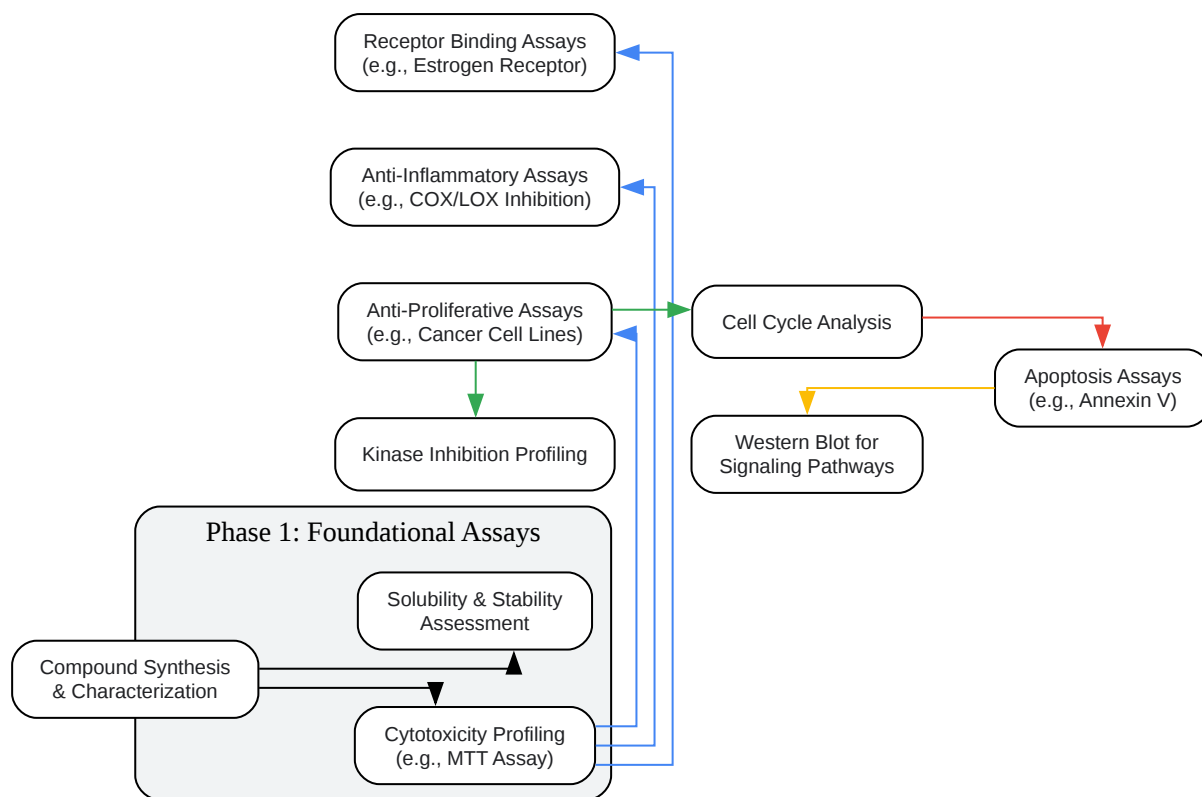 Receptor Binding Assays
(e.g., Estrogen Receptor)
Anti-Inflammatory Assays
(e.g., COX/LOX Inhibition)
Anti-Proliferative Assays
(e.g., Cancer Cell Lines)
Cell Cycle Analysis
Apoptosis Assays
(e.g., Annexin V)
Kinase Inhibition Profiling
Western Blot for
Signaling Pathways
Phase 1: Foundational Assays
Solubility & Stability
Assessment
Compound Synthesis
& Characterization
Cytotoxicity Profiling
(e.g., MTT Assay)